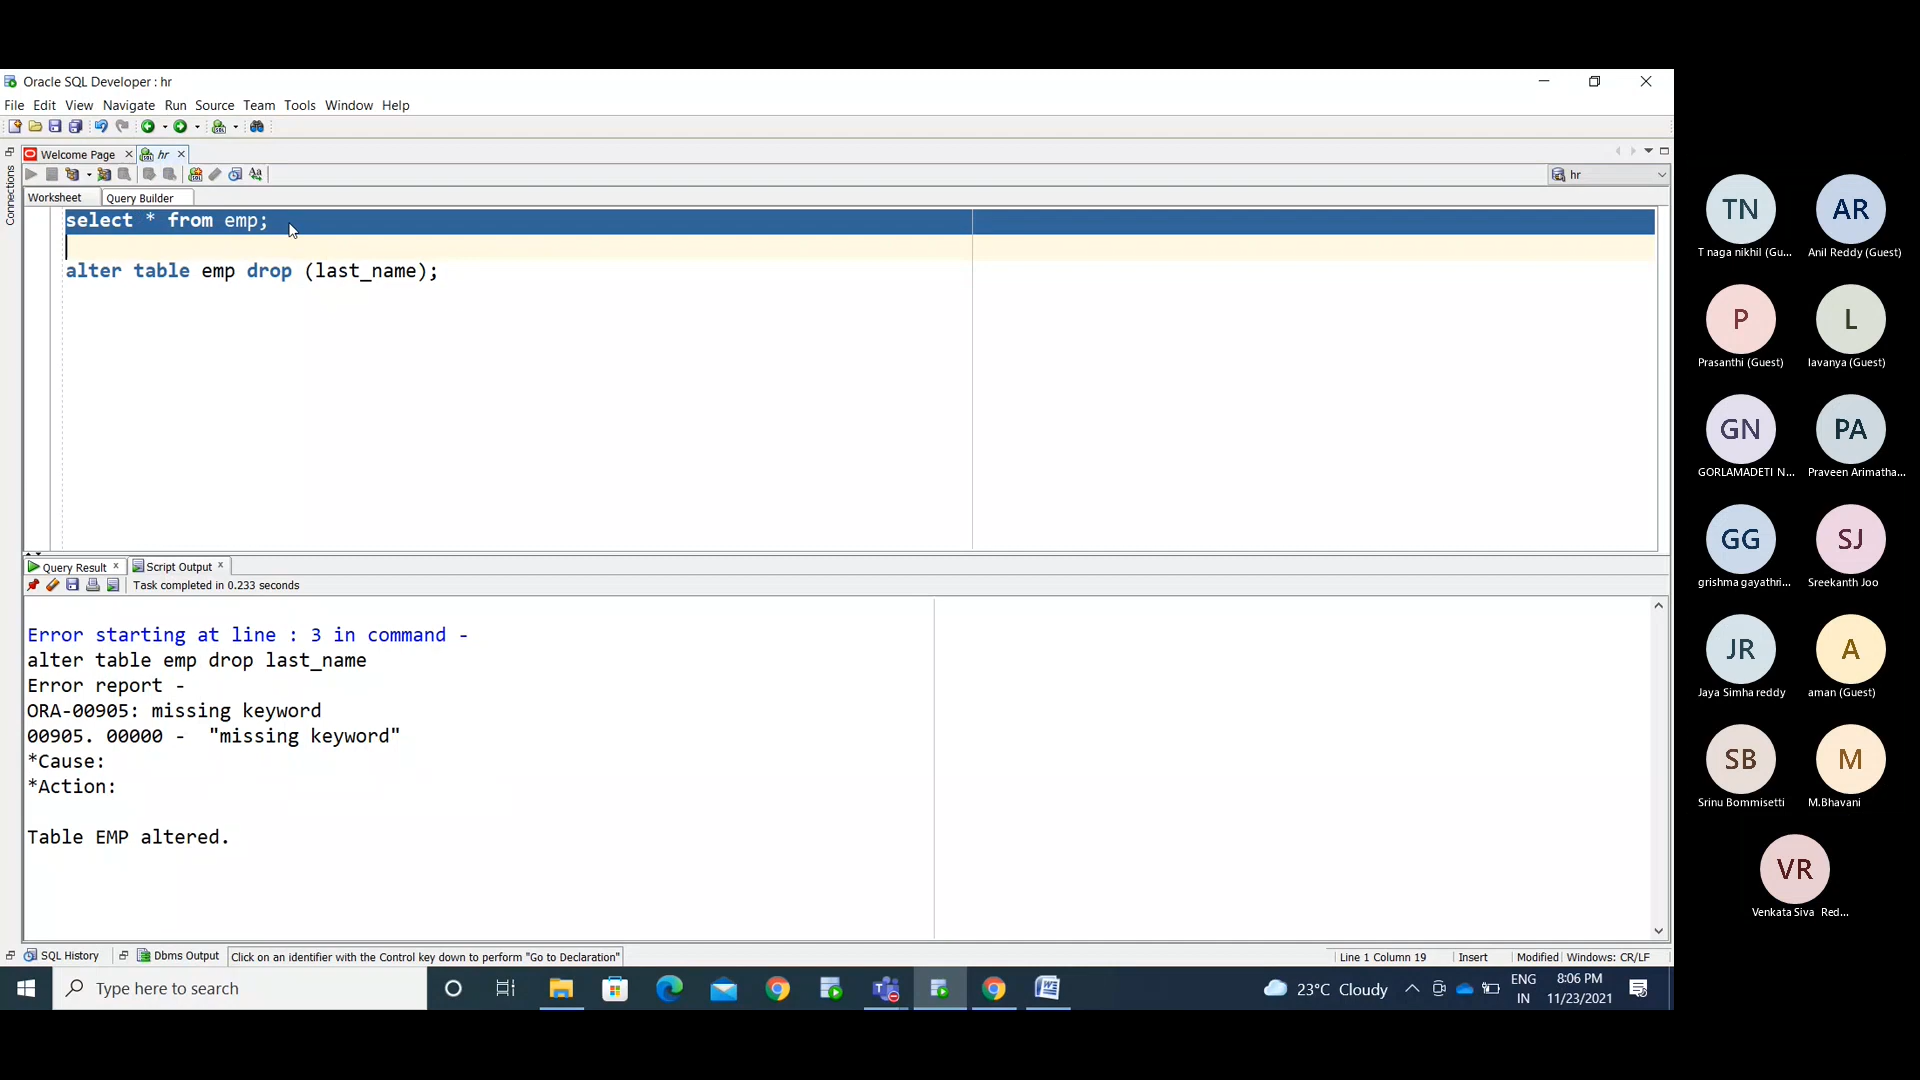 Oracle SQL Developer : hr
File Edit View Navigate Run Source Team Tools Window Help
Connections
Welcome Page hr
hr
Worksheet Query Builder
select * from emp;
alter table emp drop (last_name);
Query Result Script Output
Task completed in 0.233 seconds
Error starting at line : 3 in command -
alter table emp drop last_name
Error report -
ORA-00905: missing keyword
00905. 00000 - "missing keyword"
*Cause:
*Action:
Table EMP altered.
SQL History Dbms Output Click on an identifier with the Control key down to perform "Go to Declaration" Line 1 Column 19 Insert Modified Windows: CR/LF
Type here to search
23°C Cloudy
ENG
IN
8:06 PM
11/23/2021
TN AR
T naga nikhil (Gu... Anil Reddy (Guest)
P L
Prasanthi (Guest) lavanya (Guest)
GN PA
GORLAMADETI N... Praveen Arimatha...
GG SJ
grishma gayathri... Sreekanth Joo
JR A
Jaya Simha reddy aman (Guest)
SB M
Srinu Bommisetti M.Bhavani
VR
Venkata Siva Red...